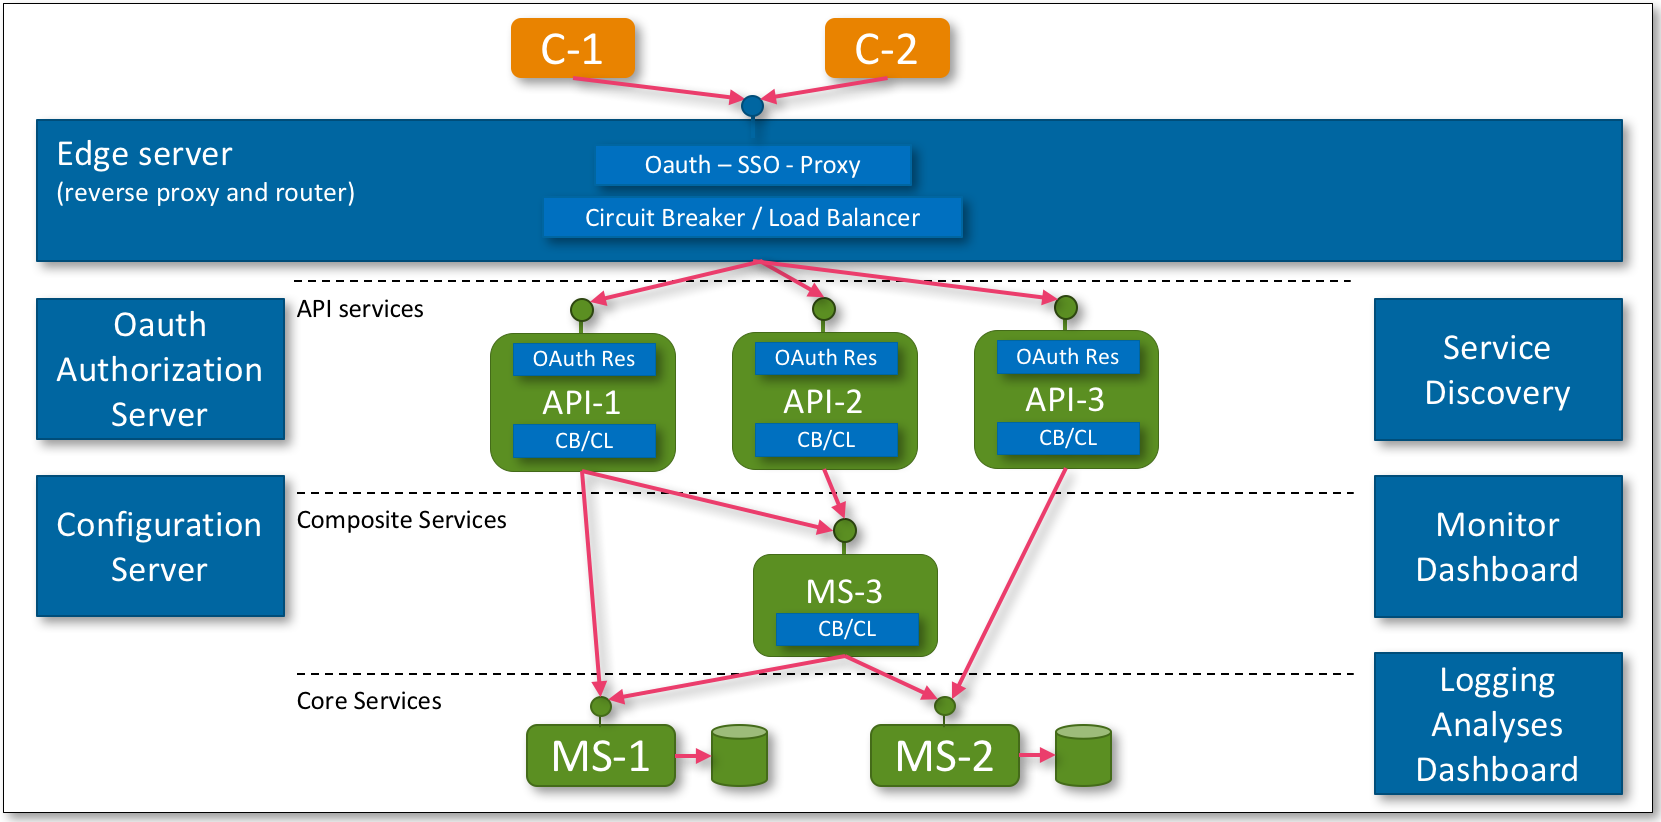 C-1
C-2
Edge server
(reverse proxy and router)
Oauth – SSO - Proxy
Circuit Breaker / Load Balancer
API services
Oauth
Authorization
Server
OAuth Res
API-1
CB/CL
OAuth Res
API-2
CB/CL
OAuth Res
API-3
CB/CL
Service
Discovery
Configuration
Server
Composite Services
MS-3
CB/CL
Monitor
Dashboard
Core Services
MS-1
MS-2
Logging
Analyses
Dashboard